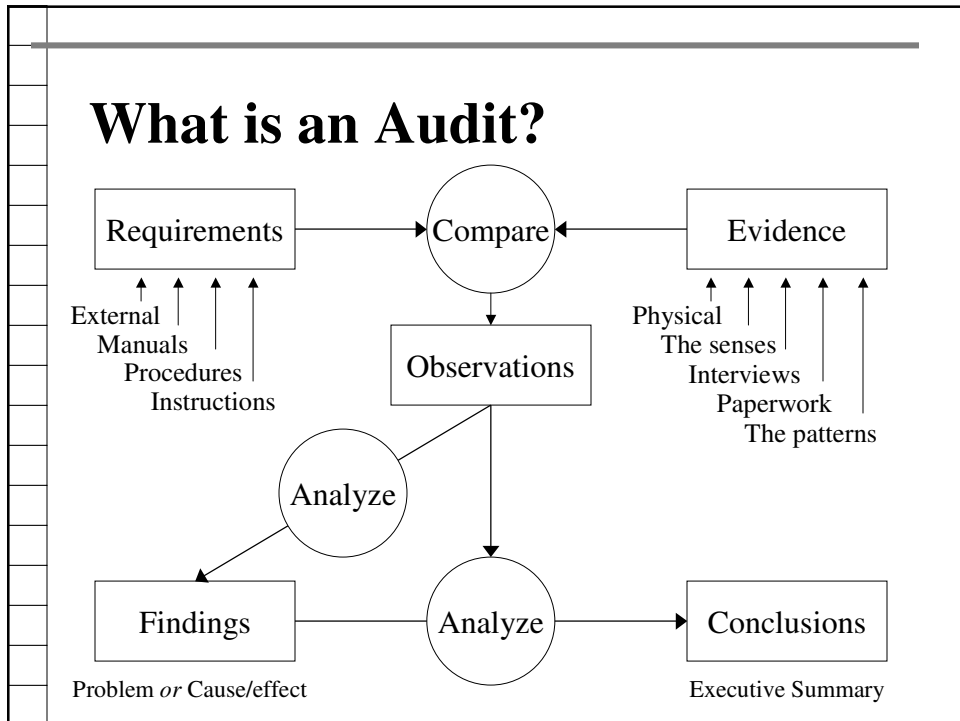 What is an Audit?
Requirements
Compare
Evidence
External
Manuals
Procedures
Instructions
Physical
The senses
Interviews
Paperwork
The patterns
Observations
Analyze
Findings
Analyze
Conclusions
Problem or Cause/effect
Executive Summary